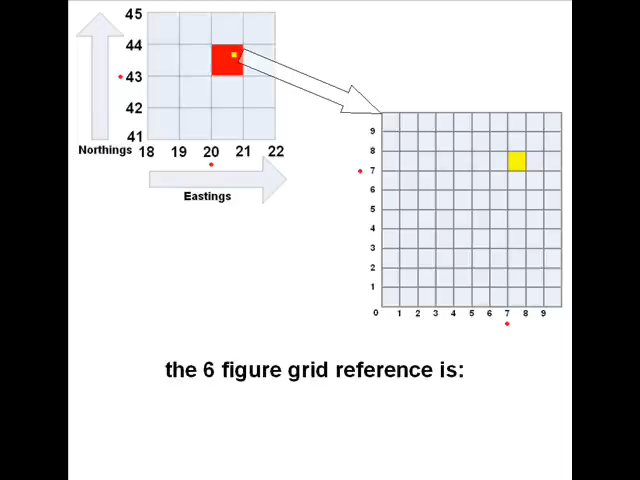 45
44
43
42
41
Northings
18 19 20 21 22
Eastings
9
8
7
6
5
4
3
2
1
0 1 2 3 4 5 6 7 8 9
the 6 figure grid reference is: